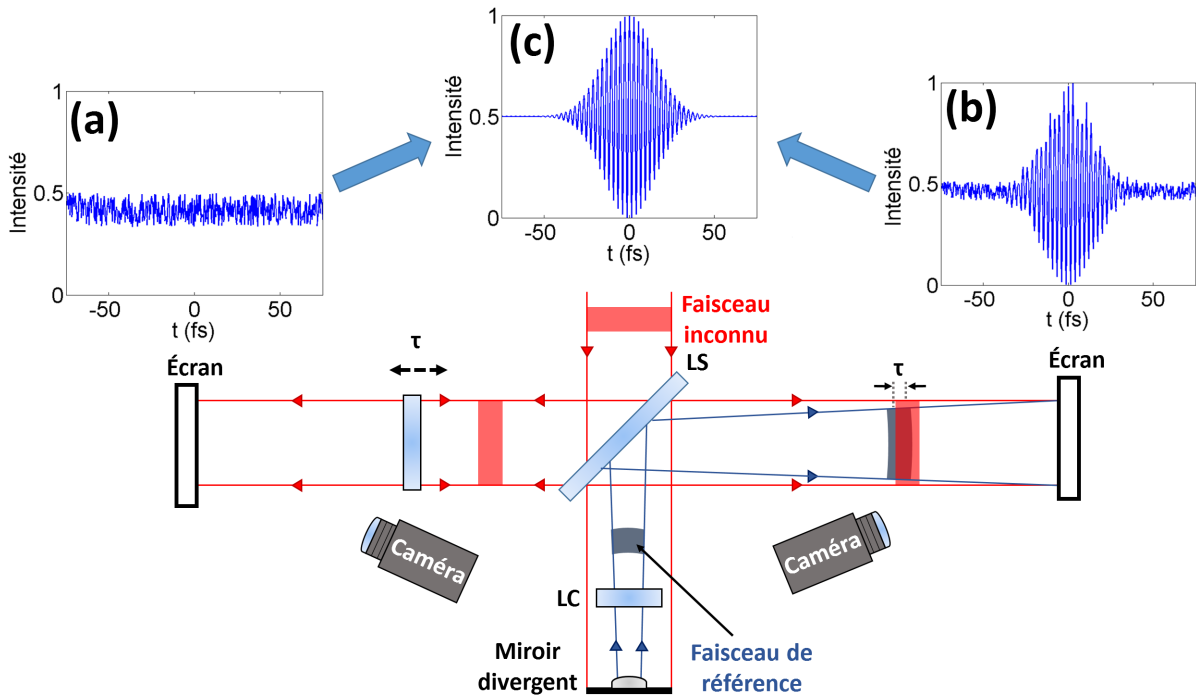 (a)
Intensité
1
0.5
0
-50
0
50
t (fs)
(c)
Intensité
1
0.5
0
-50
0
50
t (fs)
(b)
Intensité
1
0.5
0
-50
0
50
t (fs)
Faisceau
inconnu
LS
τ
τ
Écran
Écran
Caméra
Caméra
LC
Miroir
divergent
Faisceau de
référence